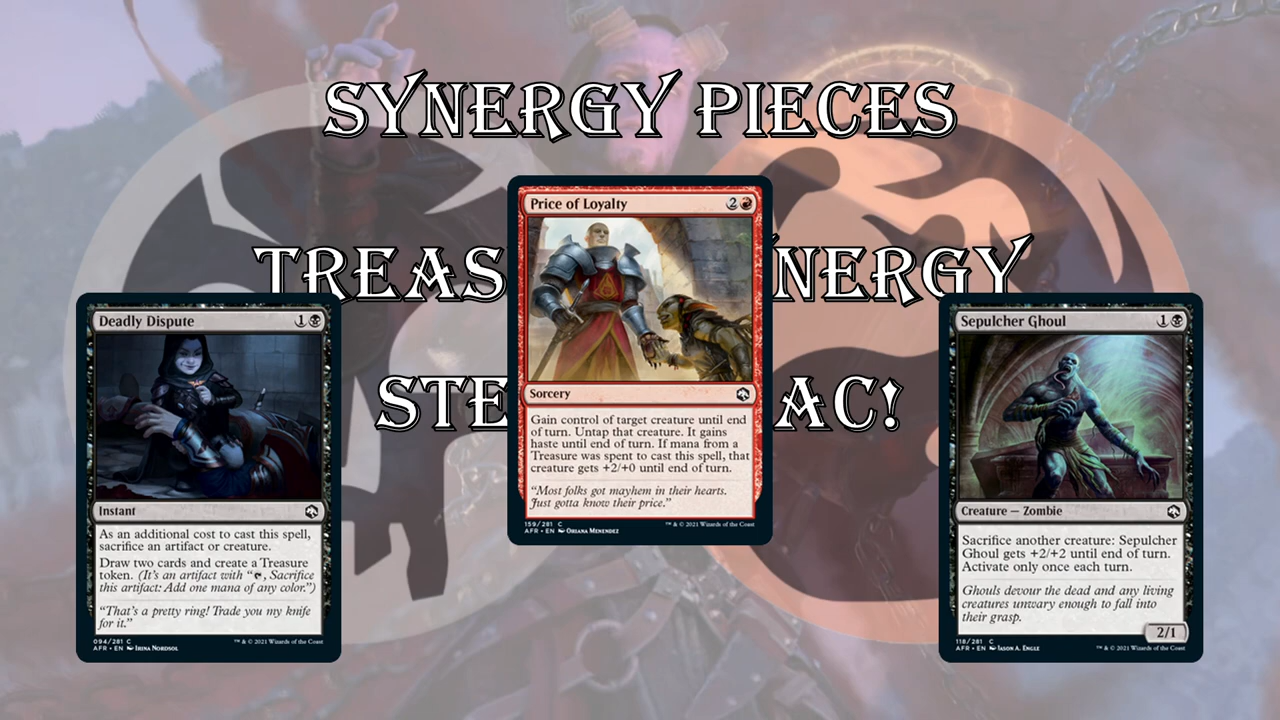 SYNERGY PIECES
TREAS NERGY
STE AC!
Price of Loyalty 2
Sorcery
Gain control of target creature until end
of turn. Untap that creature. It gains
haste until end of turn. If mana from a
Treasure was spent to cast this spell, that
creature gets +2/+0 until end of turn.
“Most folks got mayhem in their hearts.
Just gotta know their price.”
159/281 C
AFR • EN Oriana Menendez
™ & © 2021 Wizards of the Coast
Deadly Dispute 1
Instant
As an additional cost to cast this spell,
sacrifice an artifact or creature.
Draw two cards and create a Treasure
token. (It's an artifact with “, Sacrifice
this artifact: Add one mana of any color.”)
“That's a pretty ring! Trade you my knife
for it.”
094/281 C
AFR • EN Irina Nordsol
™ & © 2021 Wizards of the Coast
Sepulcher Ghoul 1
Creature — Zombie
Sacrifice another creature: Sepulcher
Ghoul gets +2/+2 until end of turn.
Activate only once each turn.
Ghouls devour the dead and any living
creatures unwary enough to fall into
their grasp.
2/1
118/281 C
AFR • EN Jason A. Engle
™ & © 2021 Wizards of the Coast